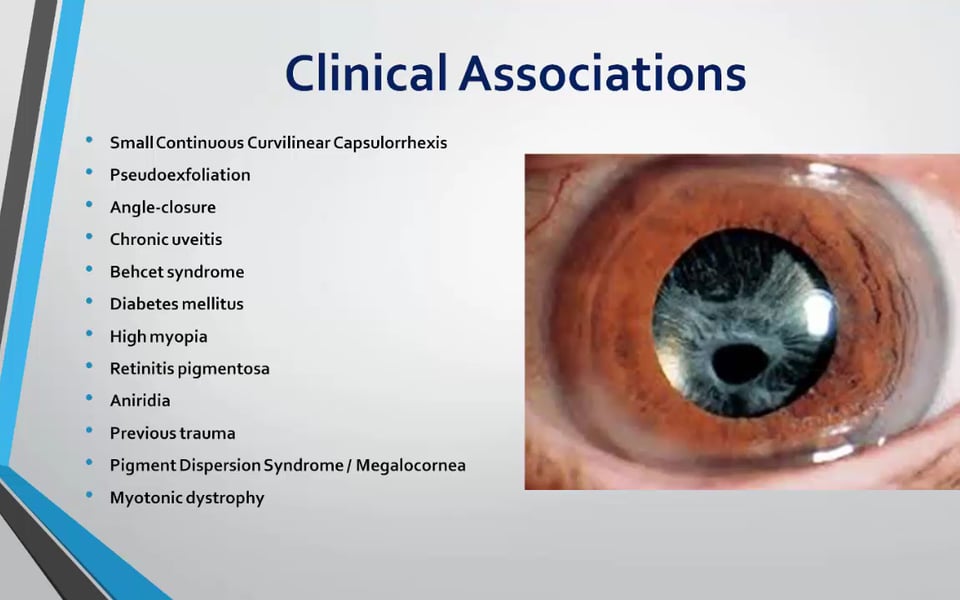 Clinical Associations
Small Continuous Curvilinear Capsulorrhexis
Pseudoexfoliation
Angle-closure
Chronic uveitis
Behcet syndrome
Diabetes mellitus
High myopia
Retinitis pigmentosa
Aniridia
Previous trauma
Pigment Dispersion Syndrome / Megalocornea
Myotonic dystrophy